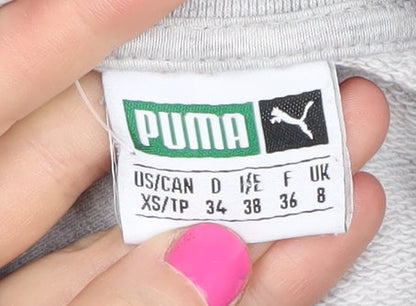 PUMA
US/CAN D I/E F UK
XS/TP 34 38 36 8